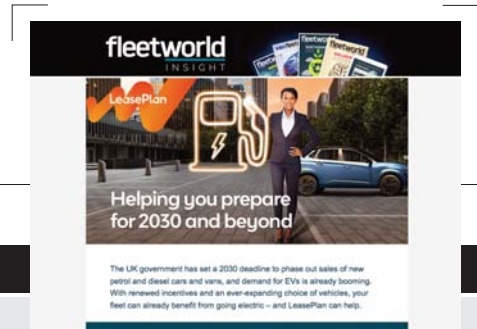 fleetworld
INSIGHT
LeasePlan
Helping you prepare
for 2030 and beyond
The UK government has set a 2030 deadline to phase out sales of new
petrol and diesel cars and vans, and demand for EVs is already booming.
With renewed incentives and an ever-expanding choice of vehicles, your
fleet can already benefit from going electric – and LeasePlan can help.